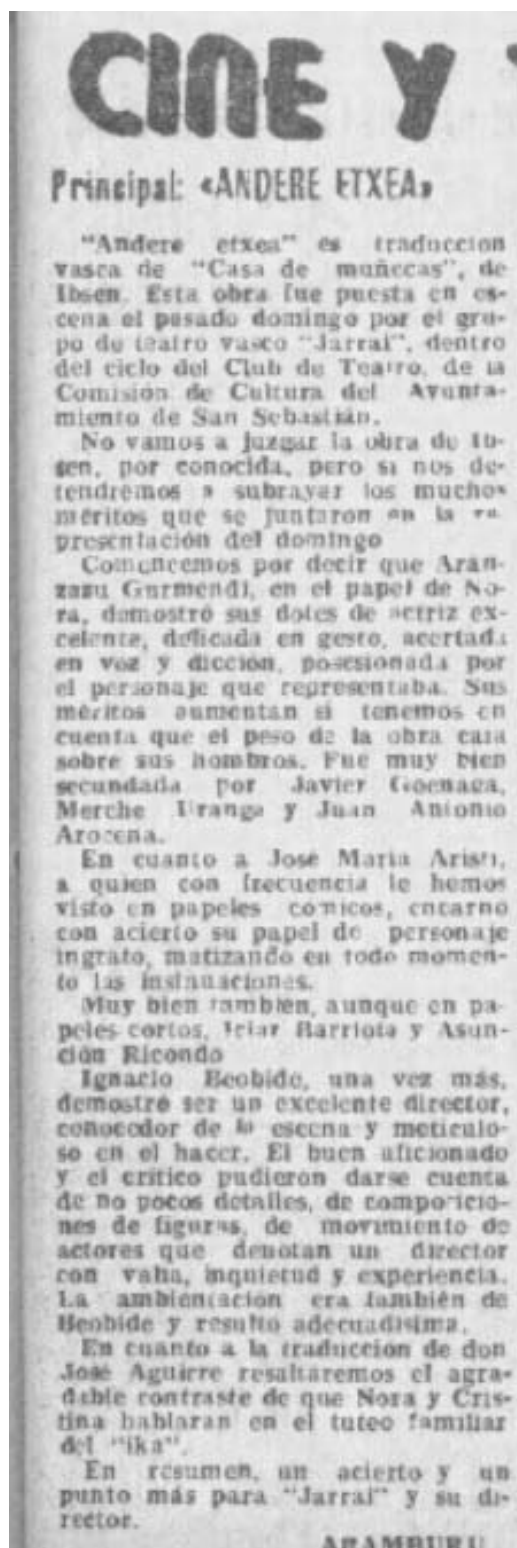 CINE Y
Principal: «ANDERE ETXEA»
"Andere etxea" es traduccion
vasca de "Casa de muñecas", de
Ibsen. Esta obra fue puesta en es-
cena el pasado domingo por el gru-
po de teatro vasco "Jarrai", dentro
del ciclo del Club de Teatro, de la
Comisión de Cultura del Ayunta-
miento de San Sebastián.
No vamos a juzgar la obra de Ib-
sen, por conocida, pero si nos de-
tendremos a subrayar los muchos
méritos que se juntaron en la re-
presentación del domingo
Comencemos por decir que Arán-
zazu Gurmendi, en el papel de No-
ra, demostró sus dotes de actriz ex-
celente, delicada en gesto, acertada
en voz y dicción, posesionada por
el personaje que representaba. Sus
méritos aumentan si tenemos en
cuenta que el peso de la obra caía
sobre sus hombros. Fue muy bien
secundada por Javier Goenaga,
Merche Uranga y Juan Antonio
Arocena.
En cuanto a José María Aristi,
a quien con frecuencia le hemos
visto en papeles cómicos, encarnó
con acierto su papel de personaje
ingrato, matizando en todo momen-
to las instnuaciones.
Muy bien también, aunque en pa-
peles cortos, Iciar Barriola y Asun-
ción Ricondo
Ignacio Beobide, una vez más,
demostró ser un excelente director,
conocedor de la escena y meticulo-
so en el hacer. El buen aficionado
y el crítico pudieron darse cuenta
de no pocos detalles, de composicio-
nes de figuras, de movimiento de
actores que denotan un director
con valía, inquietud y experiencia.
La ambientación era también de
Beobide y resultó adecuadísima.
En cuanto a la traducción de don
José Aguirre resaltaremos el agra-
dable contraste de que Nora y Cris-
tina hablaran en el tuteo familiar
del "ika".
En resumen, un acierto y un
punto más para "Jarrai" y su di-
rector.
ARAMBURU